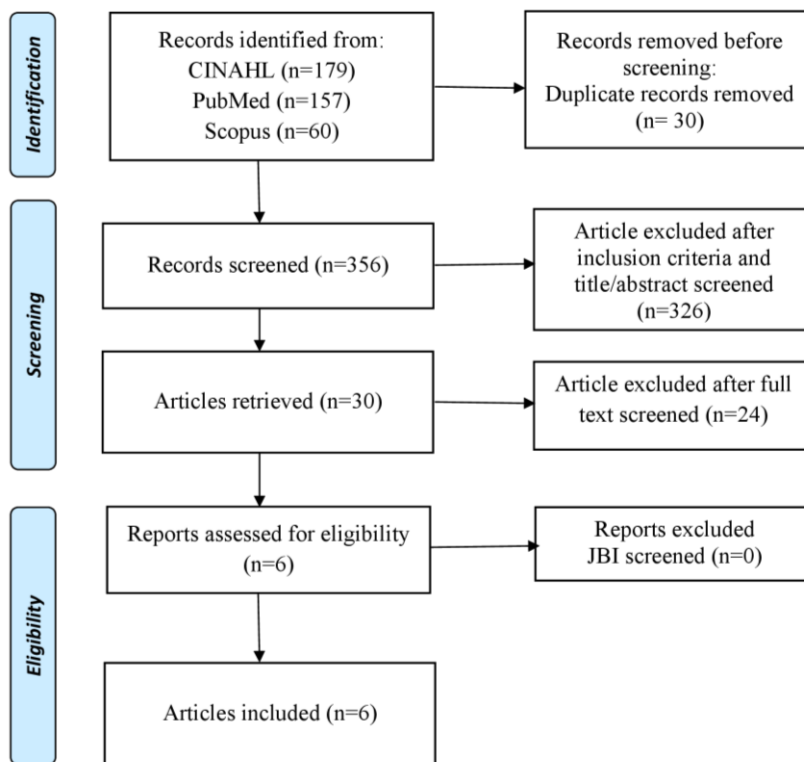 Identification
Records identified from:
CINAHL (n=179)
PubMed (n=157)
Scopus (n=60)
Records removed before
screening:
Duplicate records removed
(n= 30)
Screening
Records screened (n=356)
Article excluded after
inclusion criteria and
title/abstract screened
(n=326)
Articles retrieved (n=30)
Article excluded after full
text screened (n=24)
Eligibility
Reports assessed for eligibility
(n=6)
Reports excluded
JBI screened (n=0)
Articles included (n=6)